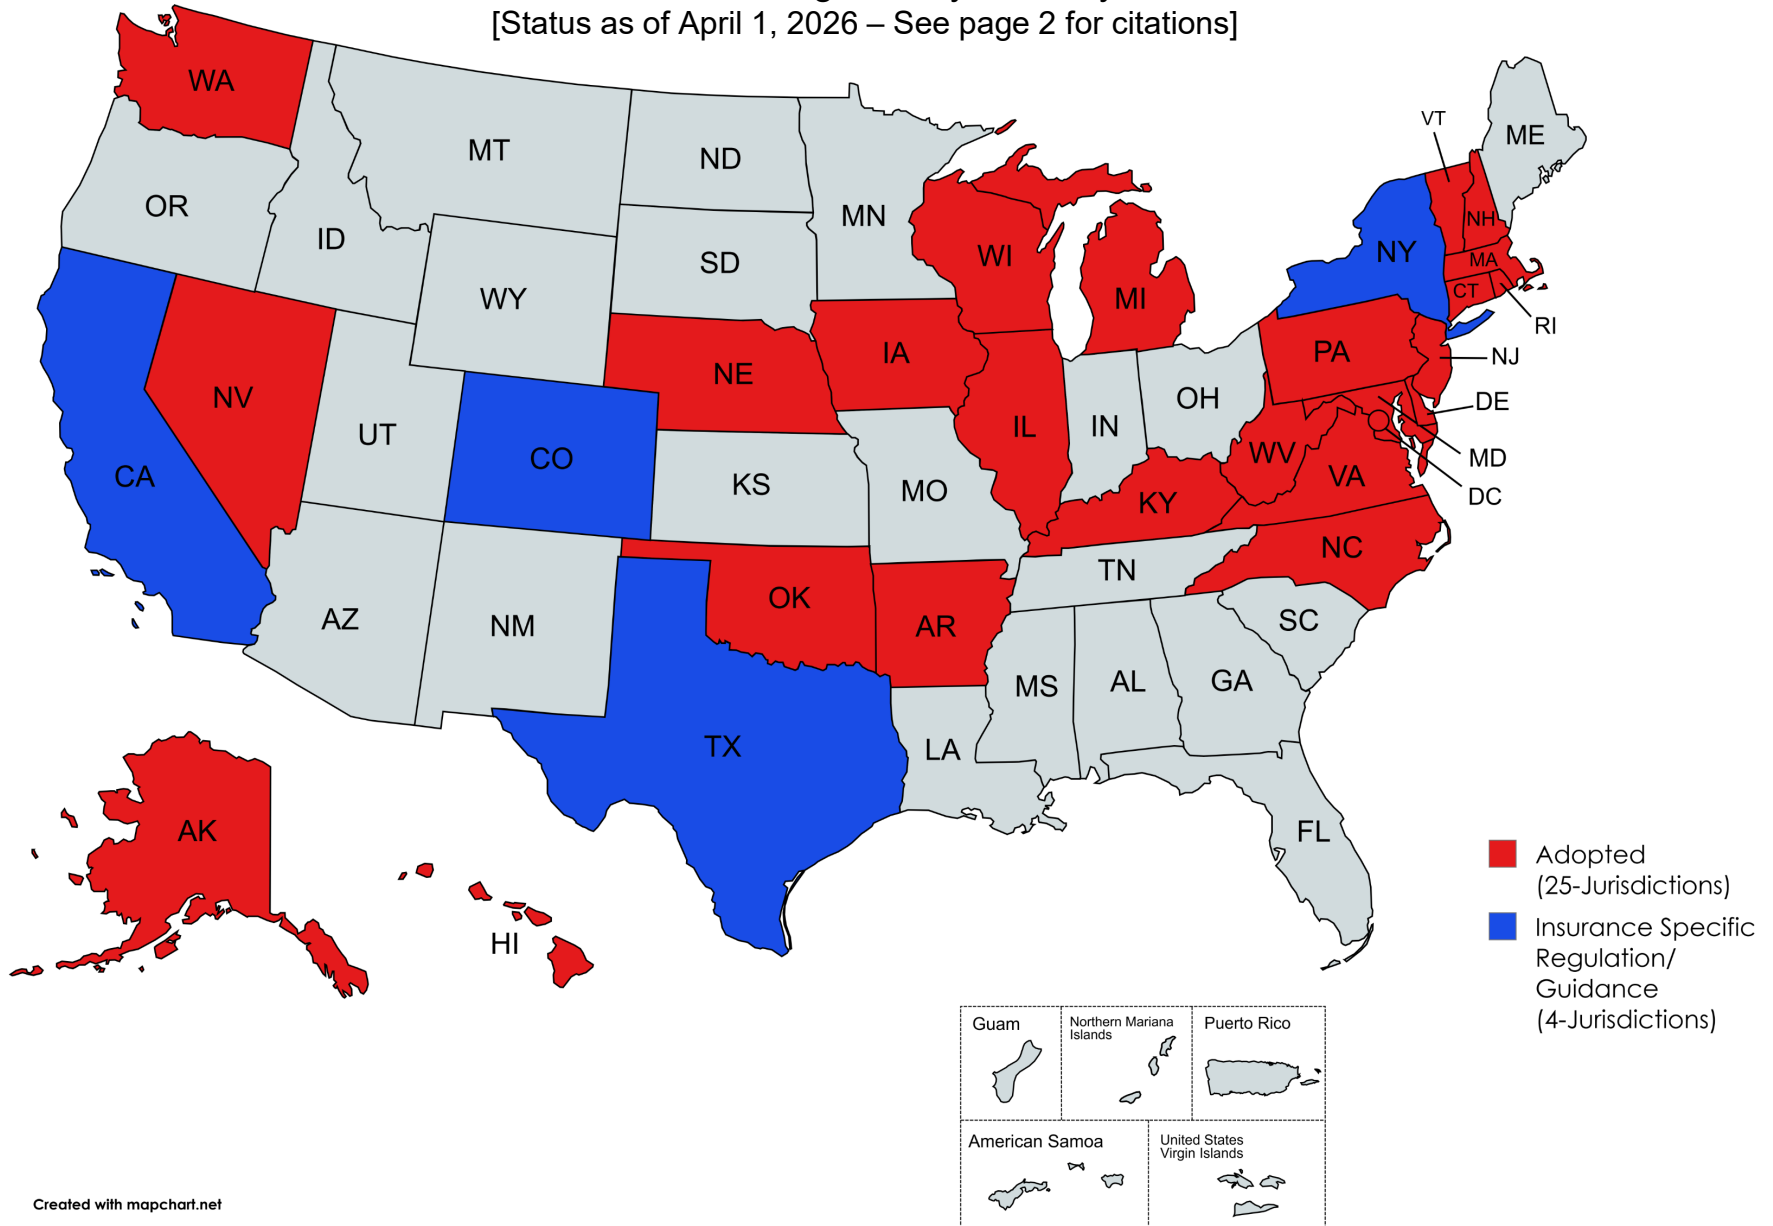 [Status as of April 1, 2026 – See page 2 for citations]
WA
MT
ND
MN
OR
ID
SD
WY
WI
MI
VT
ME
NH
NY
MA
CT
RI
NJ
PA
DE
MD
DC
NV
UT
CO
NE
IA
IL
IN
OH
WV
VA
KY
CA
KS
MO
NC
TN
AZ
NM
OK
AR
SC
MS
AL
GA
TX
LA
FL
AK
HI
Adopted
(25-Jurisdictions)
Insurance Specific
Regulation/
Guidance
(4-Jurisdictions)
Guam
Northern Mariana
Islands
Puerto Rico
American Samoa
United States
Virgin Islands
Created with mapchart.net